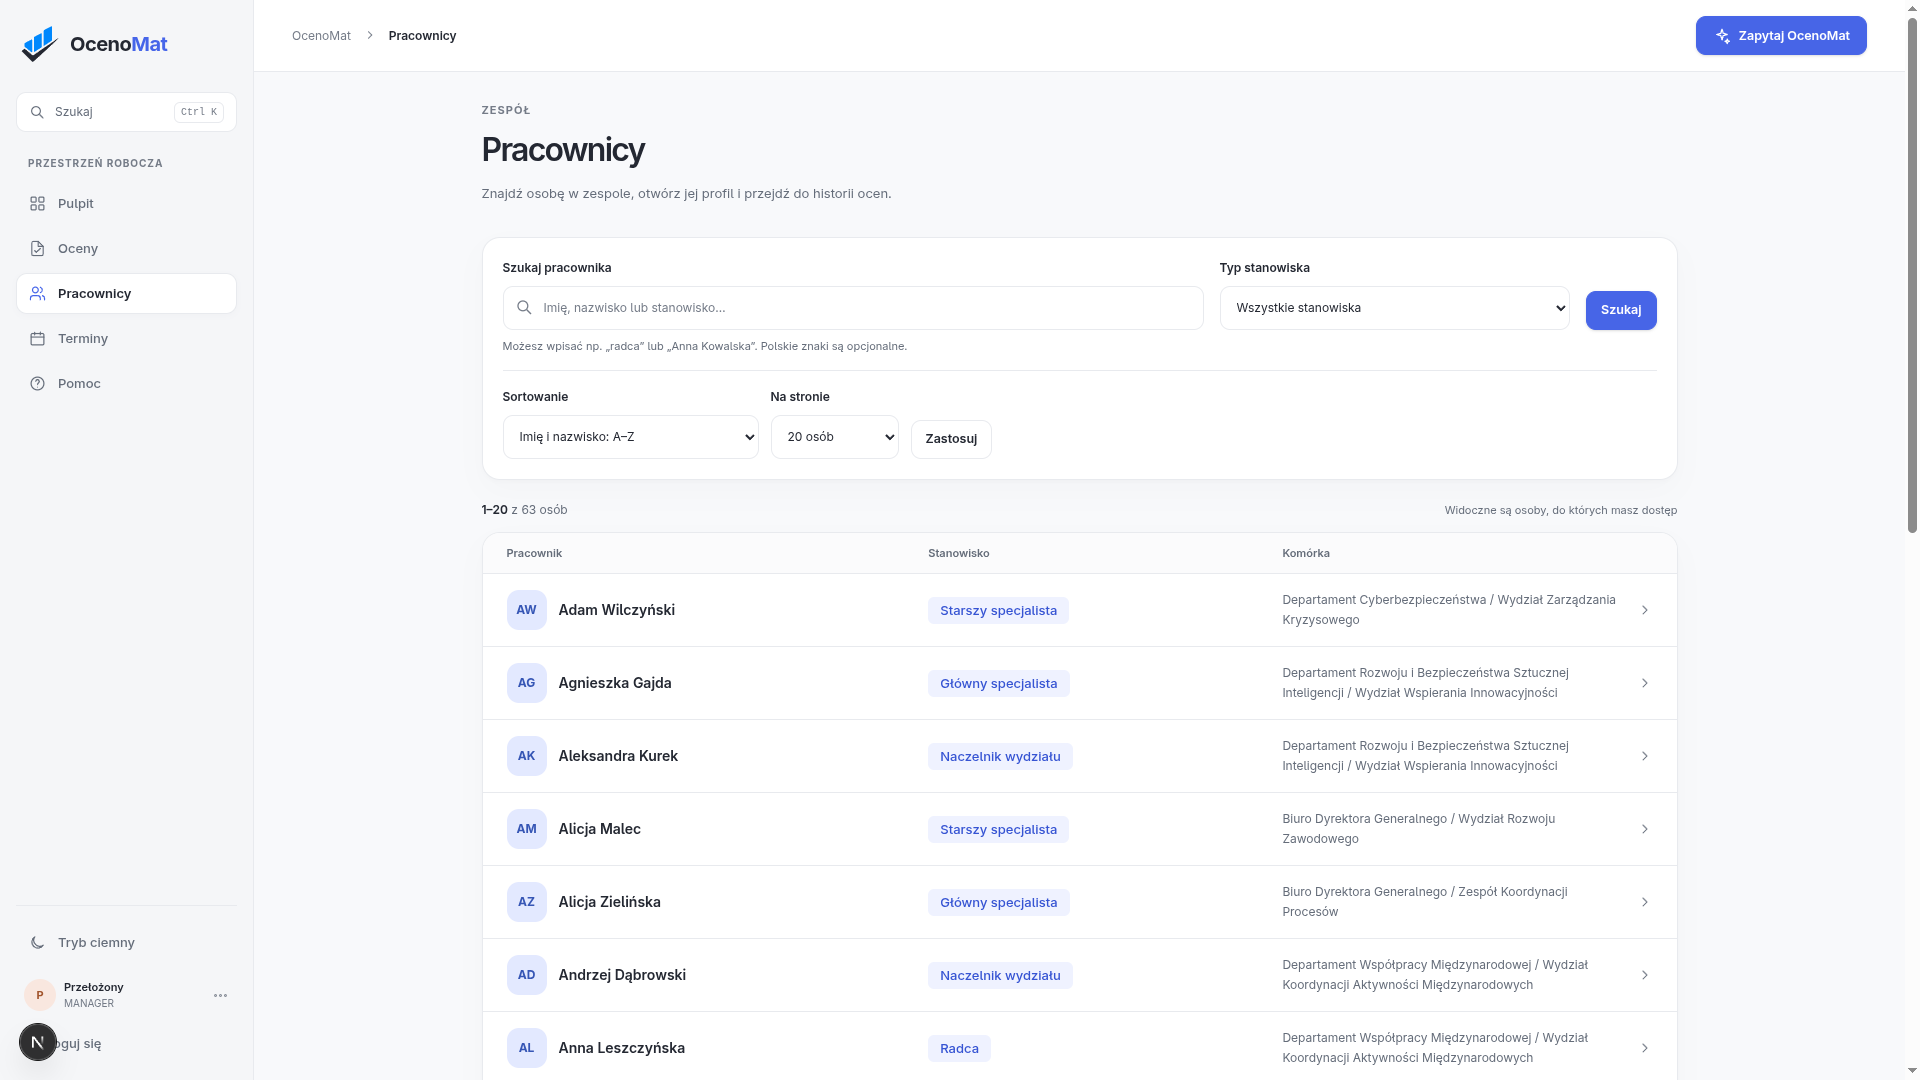 OcenoMat
Szukaj
Ctrl K
PRZESTRZEŃ ROBOCZA
Pulpit
Oceny
Pracownicy
Terminy
Pomoc
Tryb ciemny
P
Przełożony
MANAGER
N
oguj się
OcenoMat
Pracownicy
Zapytaj OcenoMat
ZESPÓŁ
Pracownicy
Znajdź osobę w zespole, otwórz jej profil i przejdź do historii ocen.
Szukaj pracownika
Typ stanowiska
Imię, nazwisko lub stanowisko...
Wszystkie stanowiska
Szukaj
Możesz wpisać np. „radca” lub „Anna Kowalska”. Polskie znaki są opcjonalne.
Sortowanie
Na stronie
Imię i nazwisko: A–Z
20 osób
Zastosuj
1–20 z 63 osób
Widoczne są osoby, do których masz dostęp
Pracownik
Stanowisko
Komórka
AW
Adam Wilczyński
Starszy specjalista
Departament Cyberbezpieczeństwa / Wydział Zarządzania
Kryzysowego
AG
Agnieszka Gajda
Główny specjalista
Departament Rozwoju i Bezpieczeństwa Sztucznej
Inteligencji / Wydział Wspierania Innowacyjności
AK
Aleksandra Kurek
Naczelnik wydziału
Departament Rozwoju i Bezpieczeństwa Sztucznej
Inteligencji / Wydział Wspierania Innowacyjności
AM
Alicja Malec
Starszy specjalista
Biuro Dyrektora Generalnego / Wydział Rozwoju
Zawodowego
AZ
Alicja Zielińska
Główny specjalista
Biuro Dyrektora Generalnego / Zespół Koordynacji
Procesów
AD
Andrzej Dąbrowski
Naczelnik wydziału
Departament Współpracy Międzynarodowej / Wydział
Koordynacji Aktywności Międzynarodowych
AL
Anna Leszczyńska
Radca
Departament Współpracy Międzynarodowej / Wydział
Koordynacji Aktywności Międzynarodowych